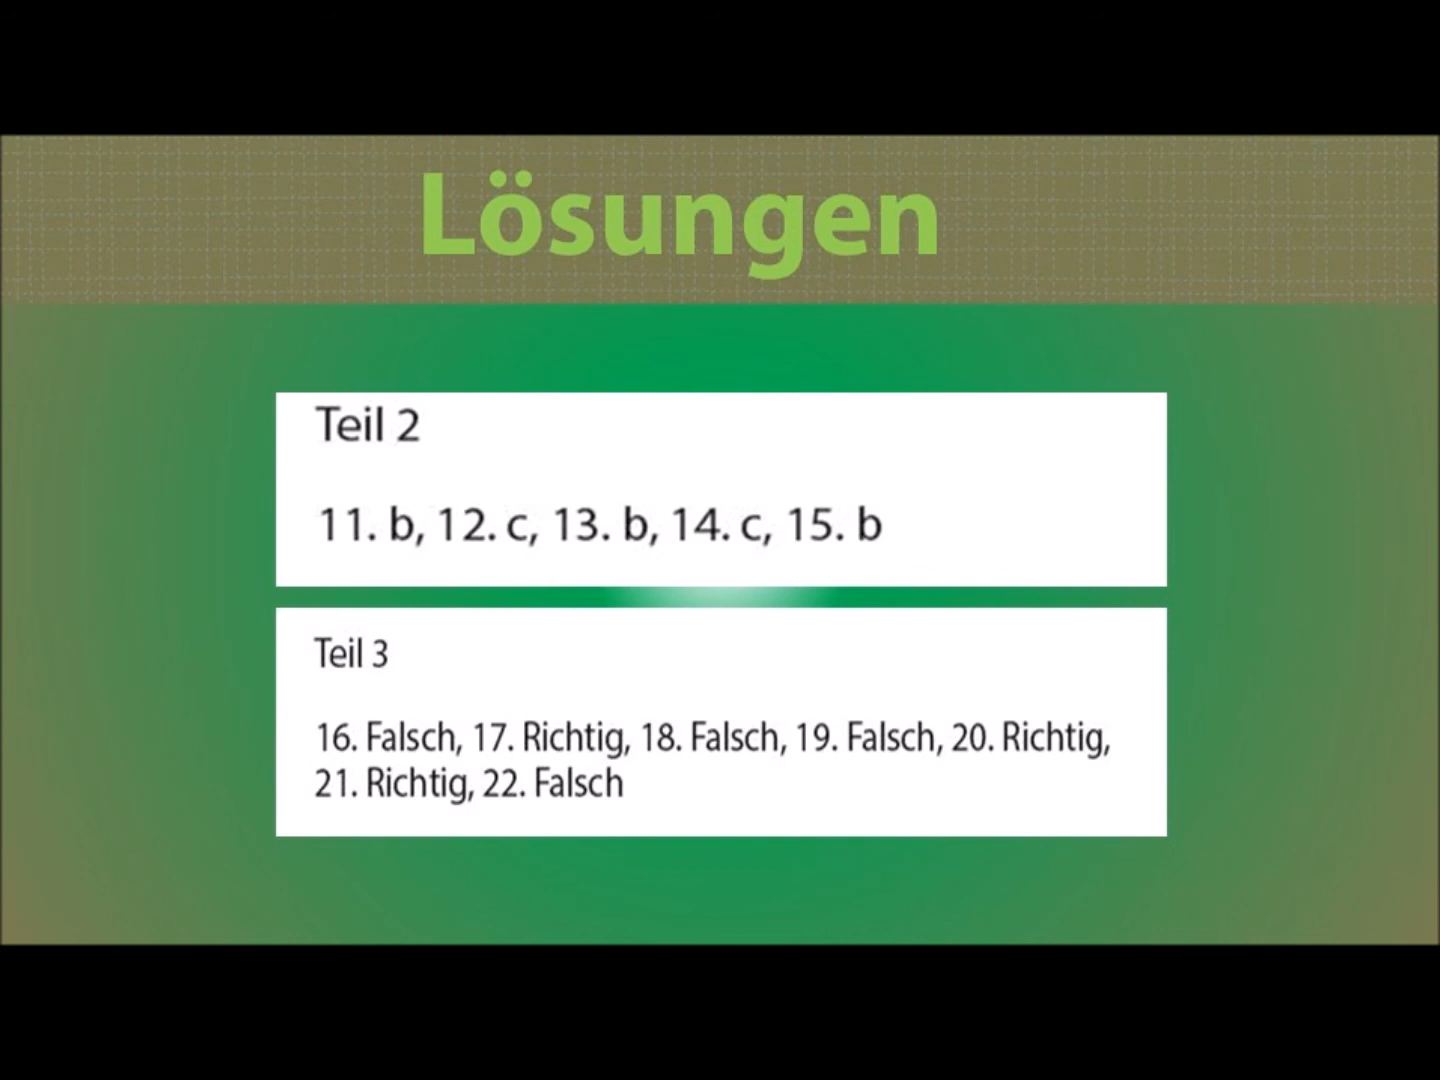 Lösungen
Teil 2
11. b, 12. c, 13. b, 14. c, 15. b
Teil 3
16. Falsch, 17. Richtig, 18. Falsch, 19. Falsch, 20. Richtig,
21. Richtig, 22. Falsch